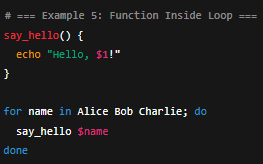 # === Example 5: Function Inside Loop ===
say_hello() {
  echo "Hello, $1!"
}

for name in Alice Bob Charlie; do
  say_hello $name
done